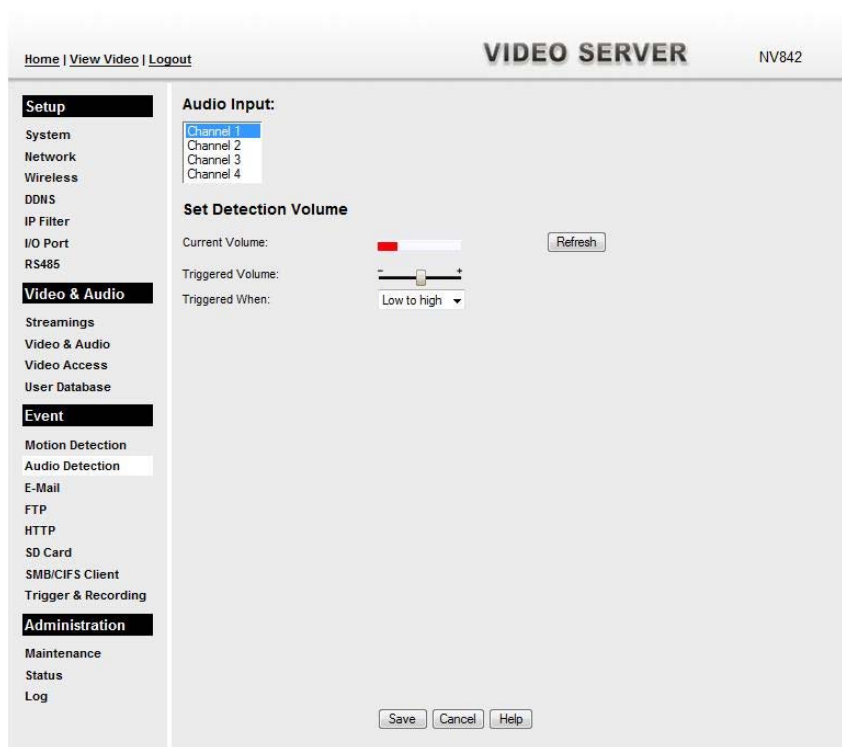 Home | View Video | Logout
VIDEO SERVER
NV842
Setup
System
Network
Wireless
DDNS
IP Filter
I/O Port
RS485
Video & Audio
Streamings
Video & Audio
Video Access
User Database
Event
Motion Detection
Audio Detection
E-Mail
FTP
HTTP
SD Card
SMB/CIFS Client
Trigger & Recording
Administration
Maintenance
Status
Log
Audio Input:
Channel 1
Channel 2
Channel 3
Channel 4
Set Detection Volume
Current Volume:
Refresh
Triggered Volume:
- +
Triggered When:
Low to high
Save Cancel Help